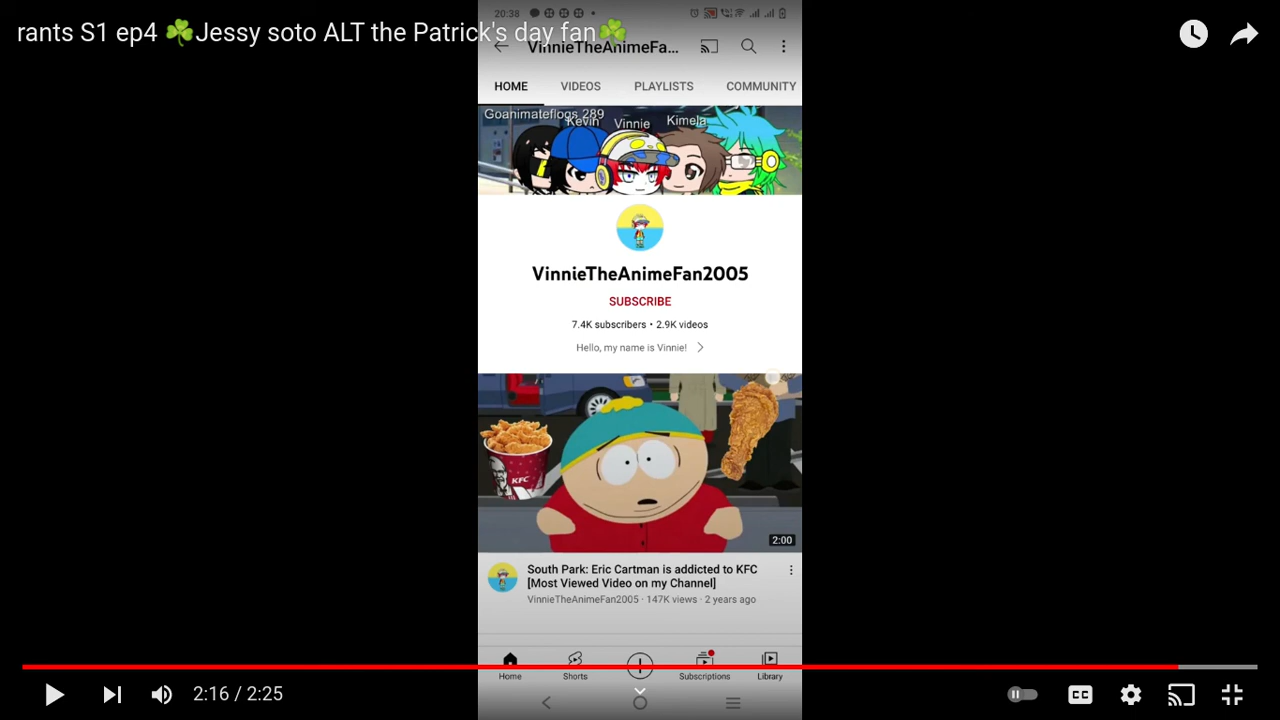 rants S1 ep4 ☘️Jessy soto ALT the Patrick's day fan☘️
20:38
VinnieTheAnimeFa...
HOME VIDEOS PLAYLISTS COMMUNITY
Goanimateflogs 289
Kevin Vinnie Kimela
VinnieTheAnimeFan2005
SUBSCRIBE
7.4K subscribers • 2.9K videos
Hello, my name is Vinnie!
KFC
2:00
South Park: Eric Cartman is addicted to KFC
[Most Viewed Video on my Channel]
VinnieTheAnimeFan2005 · 147K views · 2 years ago
Home Shorts Subscriptions Library
2:16 / 2:25
CC